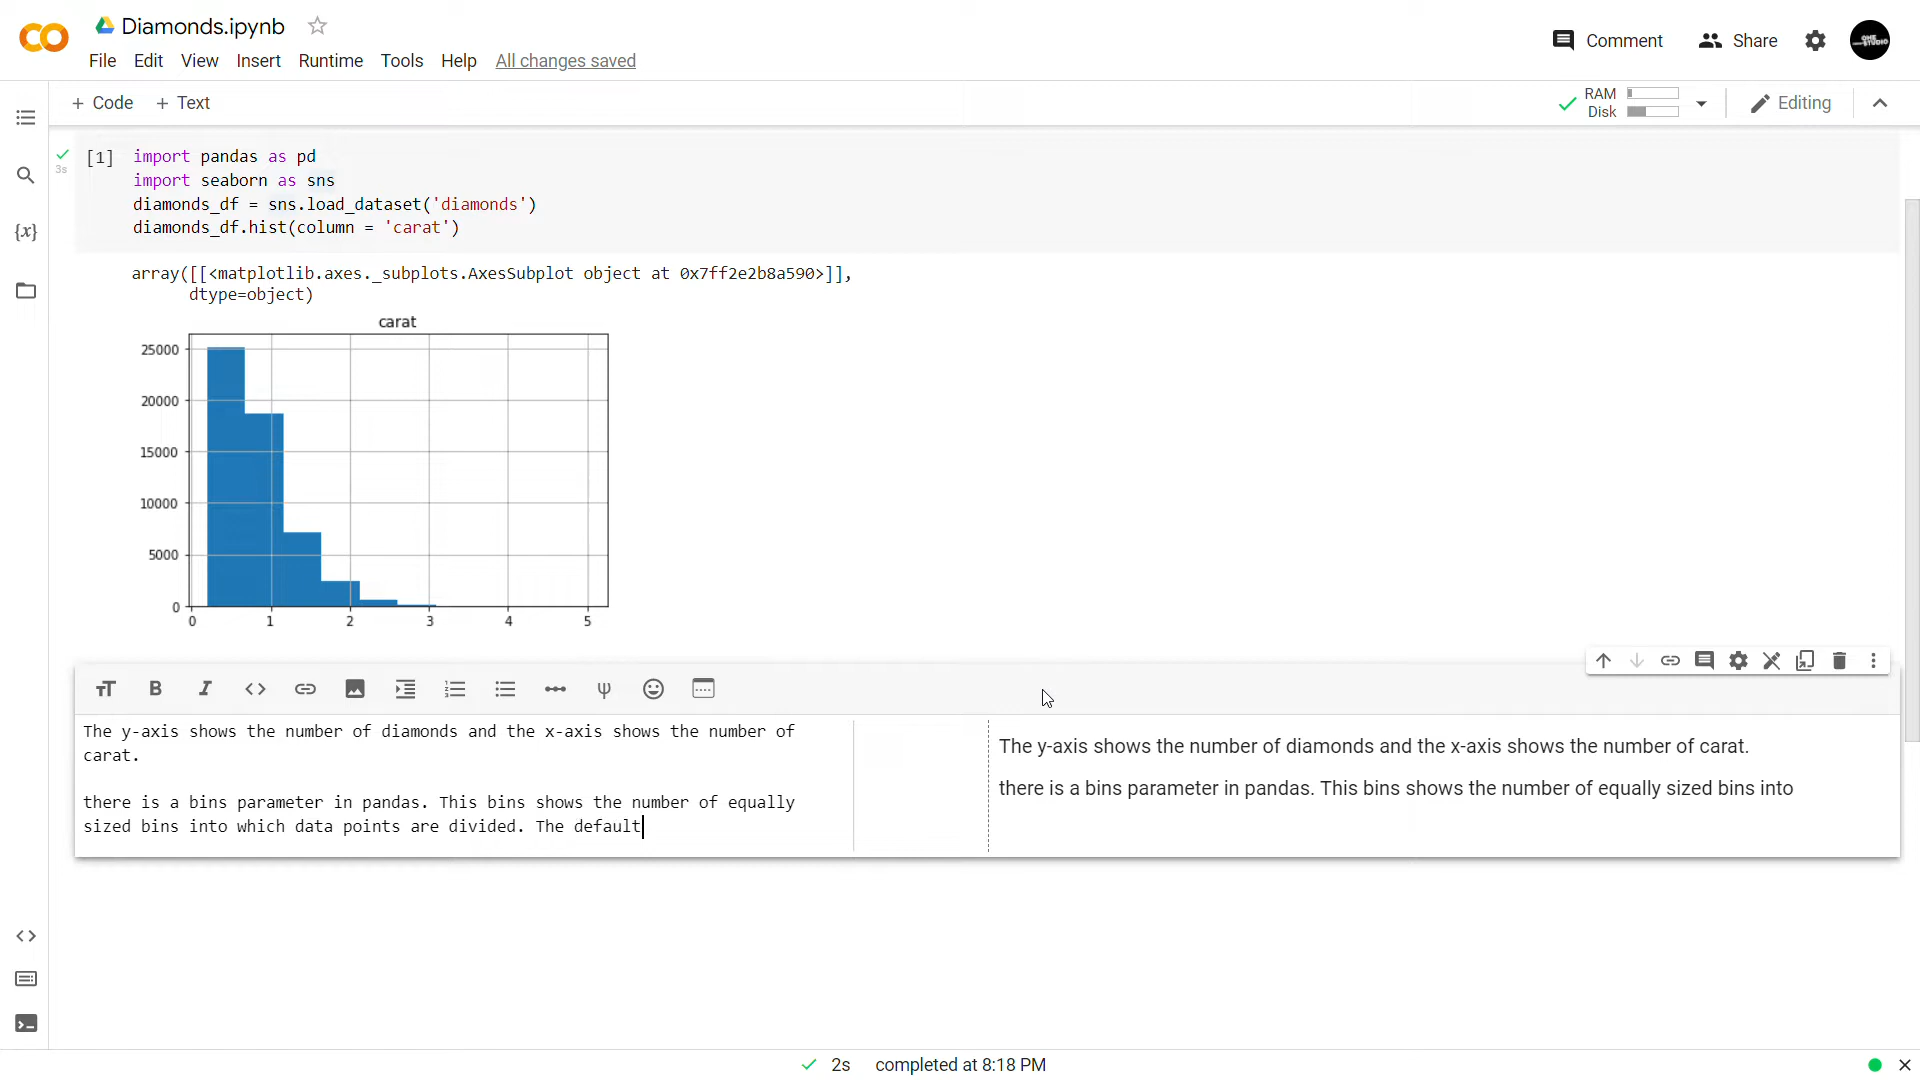 Diamonds.ipynb
File Edit View Insert Runtime Tools Help All changes saved
Comment Share
+ Code + Text
RAM
Disk
Editing
[1] import pandas as pd
3s
import seaborn as sns
diamonds_df = sns.load_dataset('diamonds')
diamonds_df.hist(column = 'carat')
array([[<matplotlib.axes._subplots.AxesSubplot object at 0x7ff2e2b8a590>]],
dtype=object)
carat
25000
20000
15000
10000
5000
0
0 1 2 3 4 5
The y-axis shows the number of diamonds and the x-axis shows the number of
carat.
there is a bins parameter in pandas. This bins shows the number of equally
sized bins into which data points are divided. The default
The y-axis shows the number of diamonds and the x-axis shows the number of carat.
there is a bins parameter in pandas. This bins shows the number of equally sized bins into
2s completed at 8:18 PM